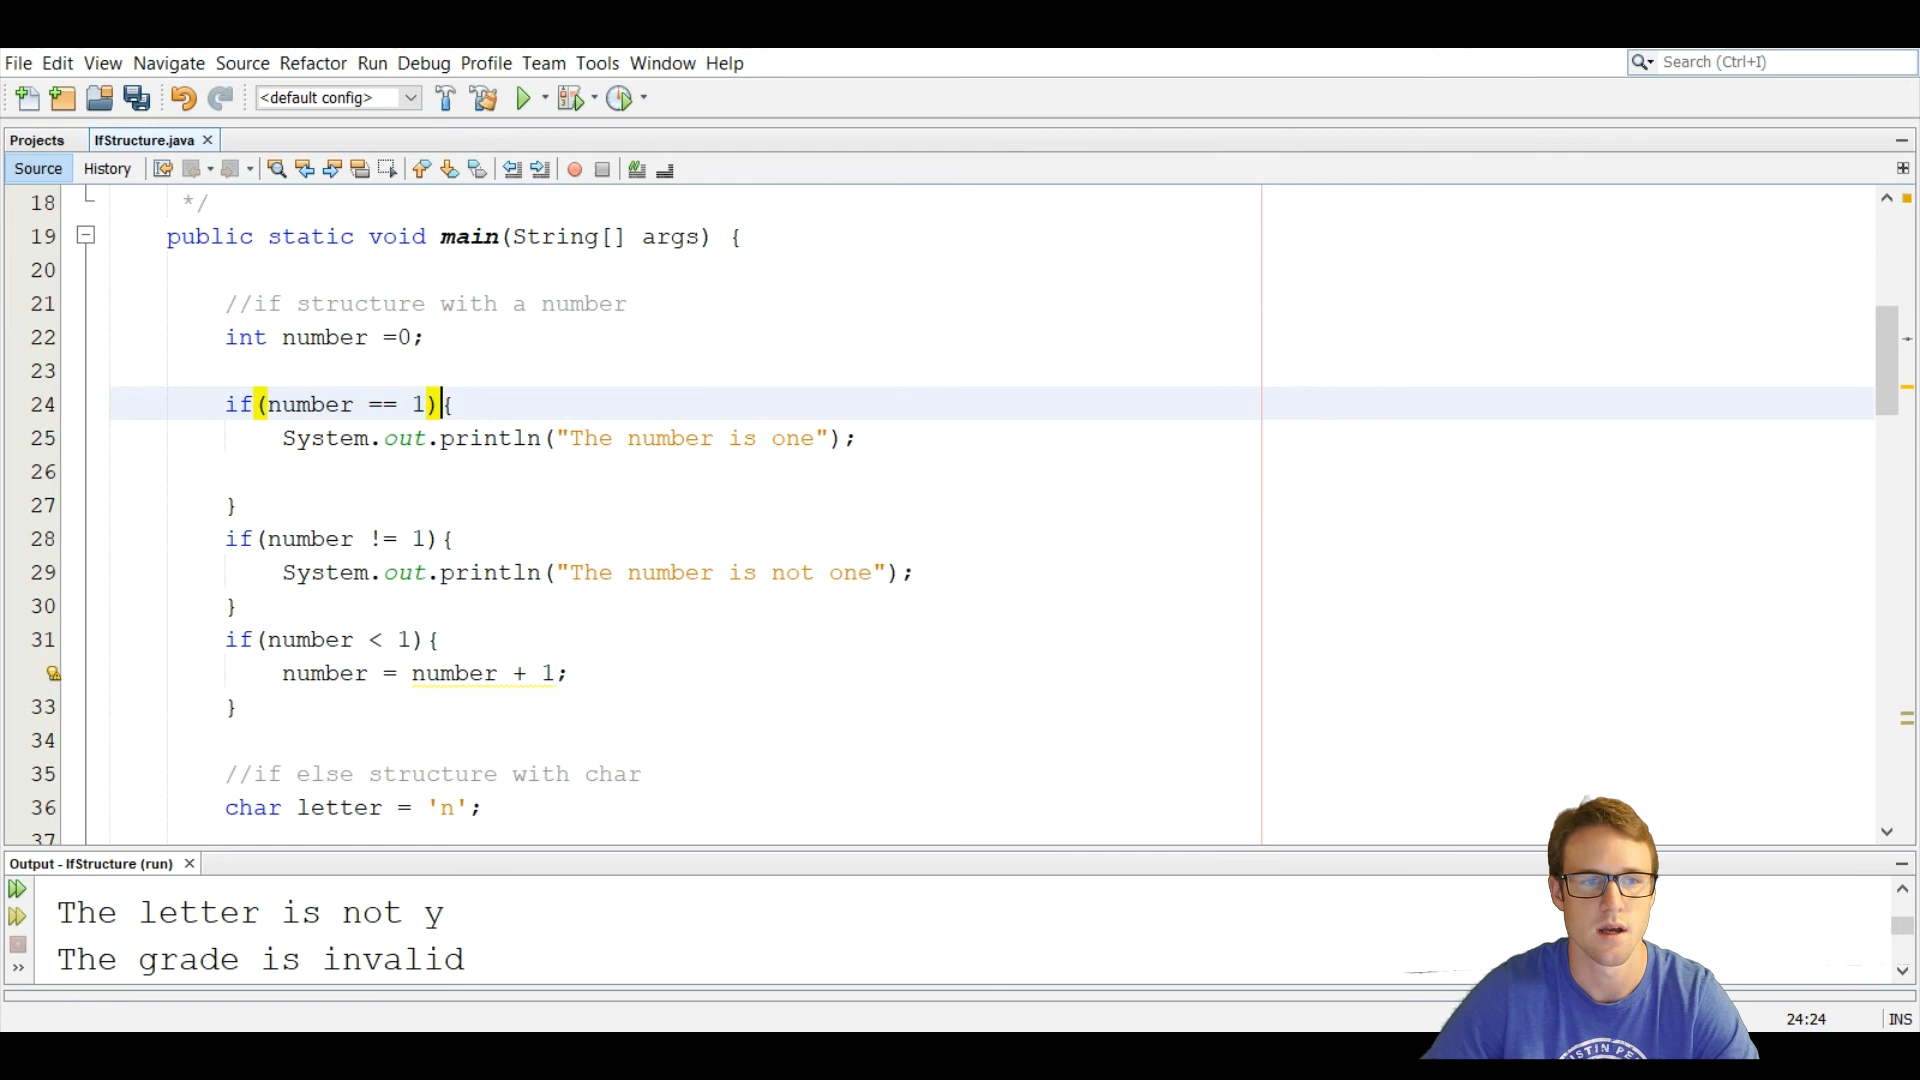 File Edit View Navigate Source Refactor Run Debug Profile Team Tools Window Help
Search (Ctrl+I)
<default config>
Projects
IfStructure.java
Source History
18 */
19 public static void main(String[] args) {
20
21 //if structure with a number
22 int number =0;
23
24 if(number == 1){
25 System.out.println("The number is one");
26
27 }
28 if(number != 1){
29 System.out.println("The number is not one");
30 }
31 if(number < 1){
number = number + 1;
33 }
34
35 //if else structure with char
36 char letter = 'n';
37
Output - IfStructure (run)
The letter is not y
The grade is invalid
24:24 INS